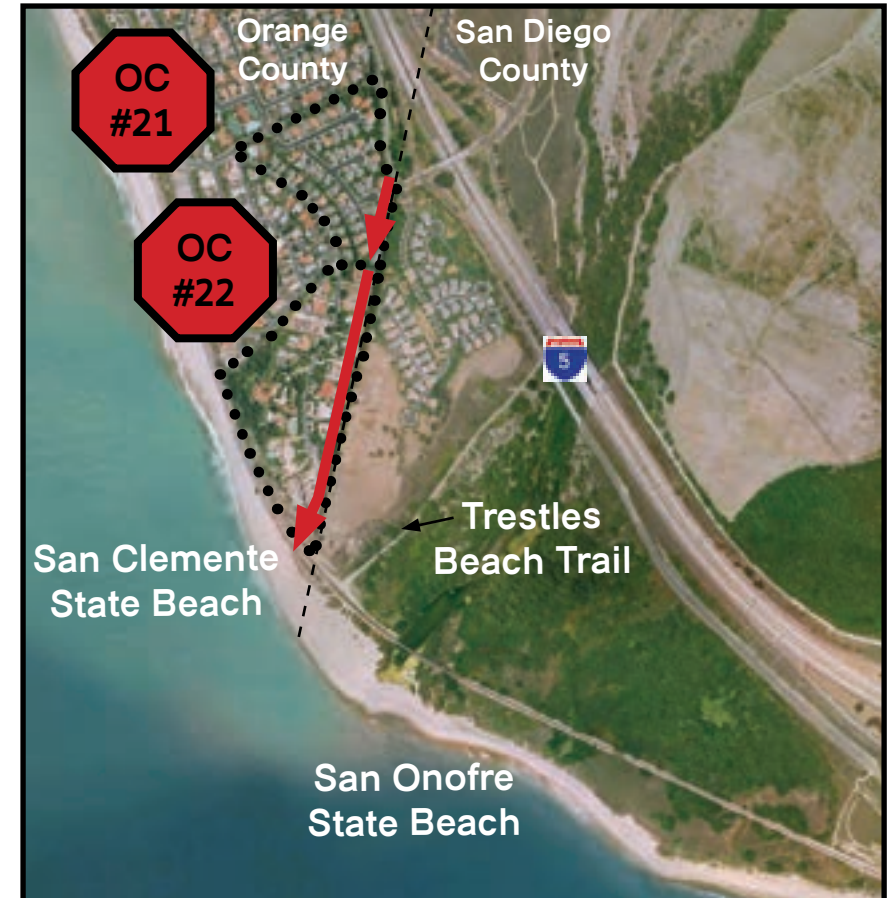 Orange
County
San Diego
County
OC
#21
OC
#22
5
Trestles
Beach Trail
San Clemente
State Beach
San Onofre
State Beach